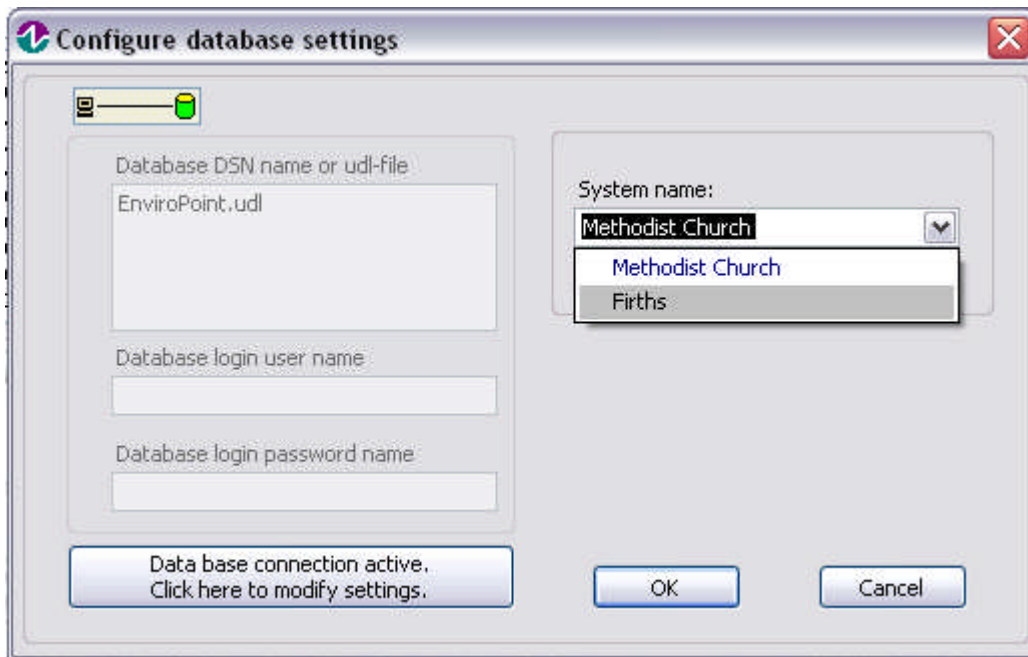 Configure database settings
Database DSN name or udl-file
EnviroPoint.udl
Database login user name
Database login password name
Data base connection active.
Click here to modify settings.
System name:
Methodist Church
Methodist Church
Firths
OK
Cancel